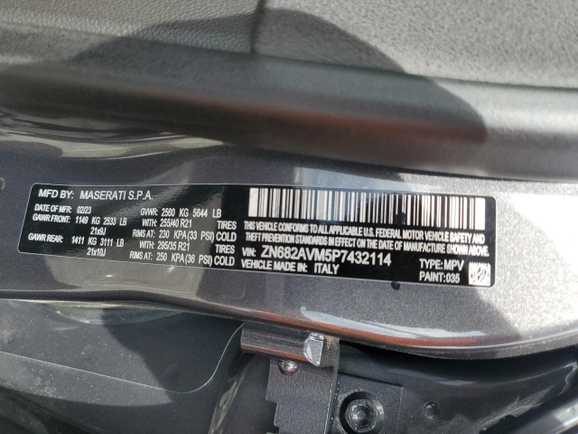 MFD BY: MASERATI S.P.A.
DATE OF MFR: 02/23 GVWR: 2560 KG 5644 LB
GAWR FRONT: 1149 KG 2533 LB WITH: 255/40 R21 TIRES
21x9J RIMS AT: 230 KPA (33 PSI) COLD
GAWR REAR: 1411 KG 3111 LB WITH: 295/35 R21 TIRES
21x10J RIMS AT: 250 KPA (36 PSI) COLD
THIS VEHICLE CONFORMS TO ALL APPLICABLE U.S.
FEDERAL MOTOR VEHICLE SAFETY, BUMPER, AND
THEFT PREVENTION STANDARDS IN EFFECT ON THE
DATE OF MANUFACTURE SHOWN ABOVE.
VIN: ZN682AVM5P7432114 TYPE: MPV
VEHICLE MADE IN: ITALY PAINT: 035